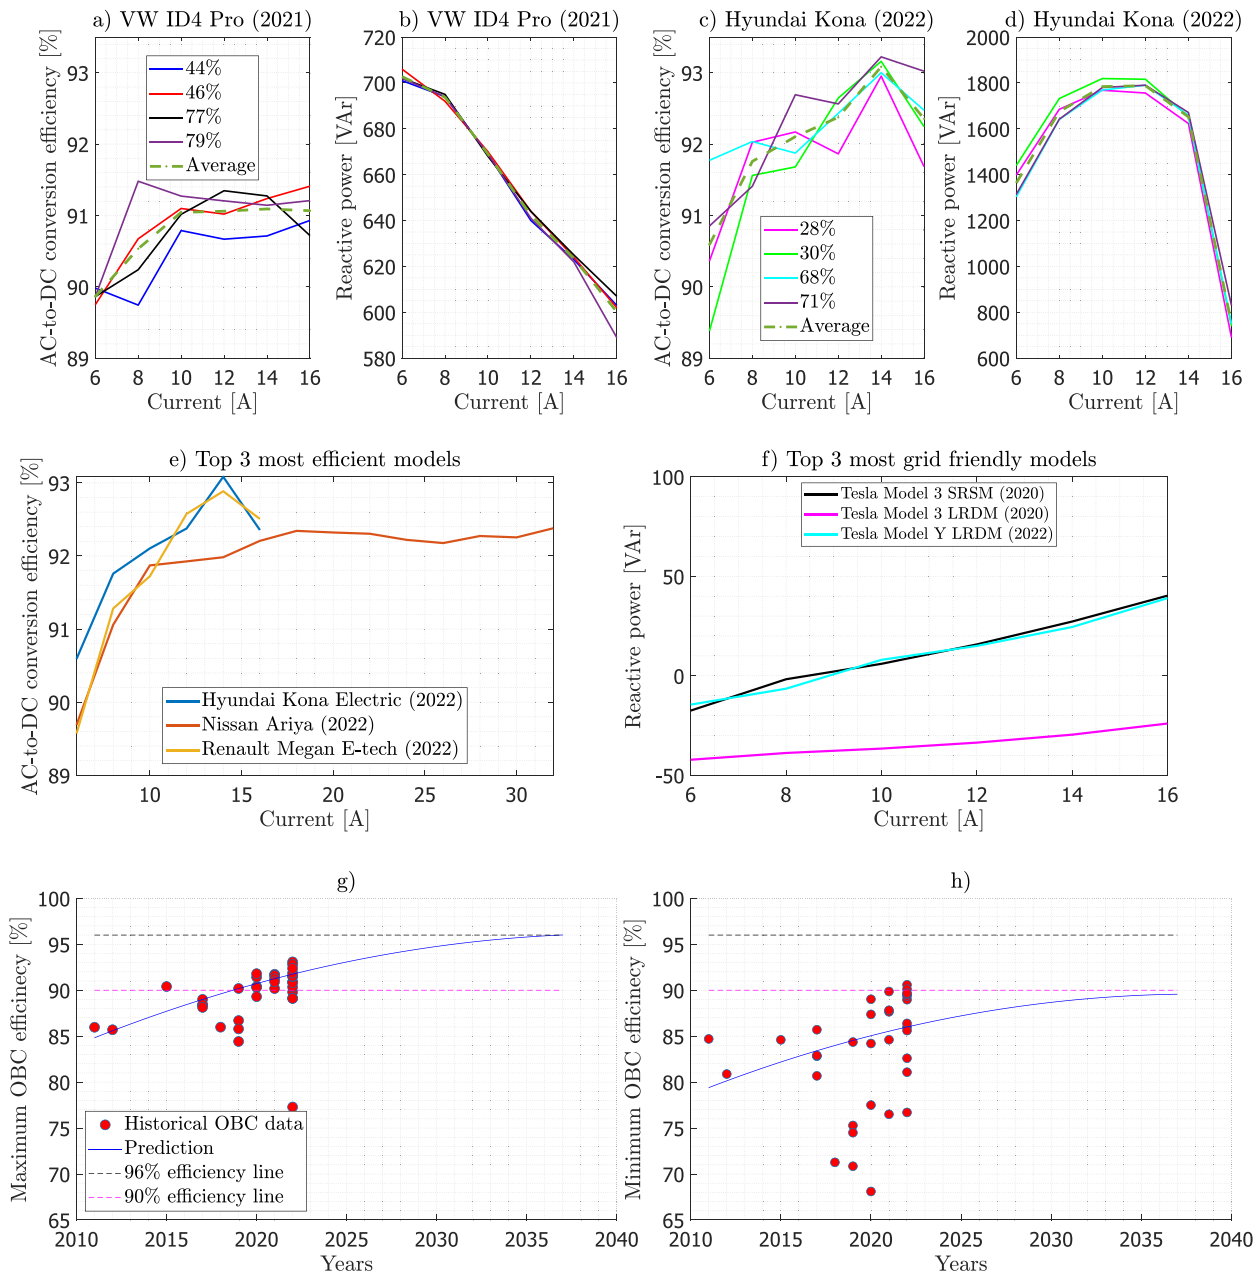 a) VW ID4 Pro (2021)
AC-to-DC conversion efficiency [%]
93
92
91
90
89
44%
46%
77%
79%
Average
6 8 10 12 14 16
Current [A]
b) VW ID4 Pro (2021)
Reactive power [VAr]
720
700
680
660
640
620
600
580
6 8 10 12 14 16
Current [A]
c) Hyundai Kona (2022)
AC-to-DC conversion efficiency [%]
93
92
91
90
89
28%
30%
68%
71%
Average
6 8 10 12 14 16
Current [A]
d) Hyundai Kona (2022)
Reactive power [VAr]
2000
1800
1600
1400
1200
1000
800
600
6 8 10 12 14 16
Current [A]
e) Top 3 most efficient models
AC-to-DC conversion efficiency [%]
93
92
91
90
89
Hyundai Kona Electric (2022)
Nissan Ariya (2022)
Renault Megan E-tech (2022)
10 15 20 25 30
Current [A]
f) Top 3 most grid friendly models
Reactive power [VAr]
100
50
0
-50
Tesla Model 3 SRSM (2020)
Tesla Model 3 LRDM (2020)
Tesla Model Y LRDM (2022)
6 8 10 12 14 16
Current [A]
g)
Maximum OBC efficinecy [%]
100
95
90
85
80
75
70
65
Historical OBC data
Prediction
96% efficiency line
90% efficiency line
2010 2015 2020 2025 2030 2035 2040
Years
h)
Minimum OBC efficinecy [%]
100
95
90
85
80
75
70
65
2010 2015 2020 2025 2030 2035 2040
Years